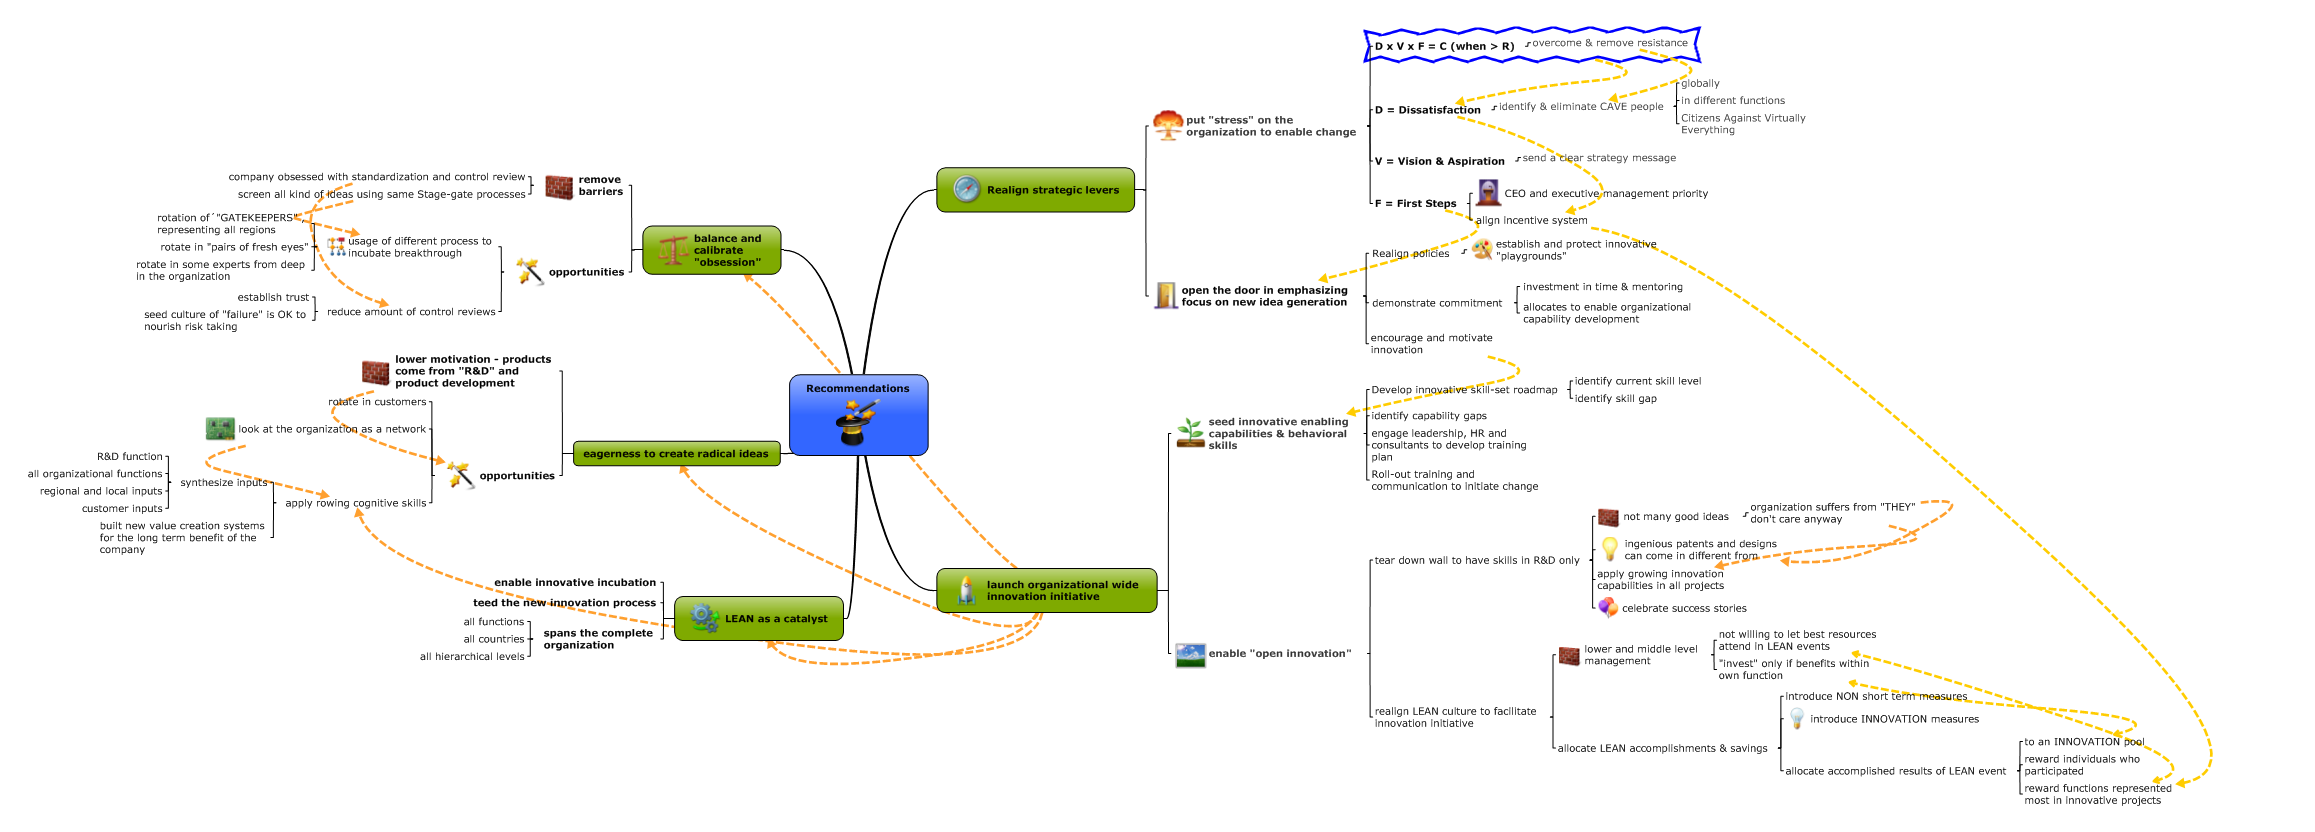 Recommendations
Realign strategic levers
put "stress" on the
organization to enable change
D x V x F = C (when > R)
overcome & remove resistance
D = Dissatisfaction
identify & eliminate CAVE people
globally
in different functions
Citizens Against Virtually
Everything
V = Vision & Aspiration
send a clear strategy message
F = First Steps
CEO and executive management priority
align incentive system
open the door in emphasizing
focus on new idea generation
Realign policies
establish and protect innovative
"playgrounds"
demonstrate commitment
investment in time & mentoring
allocates to enable organizational
capability development
encourage and motivate
innovation
launch organizational wide
innovation initiative
seed innovative enabling
capabilities & behavioral
skills
Develop innovative skill-set roadmap
identify current skill level
identify skill gap
identify capability gaps
engage leadership, HR and
consultants to develop training
plan
Roll-out training and
communication to initiate change
enable "open innovation"
tear down wall to have skills in R&D only
not many good ideas
organization suffers from "THEY"
don't care anyway
ingenious patents and designs
can come in different from
apply growing innovation
capabilities in all projects
celebrate success stories
realign LEAN culture to facilitate
innovation initiative
lower and middle level
management
not willing to let best resources
attend in LEAN events
"invest" only if benefits within
own function
allocate LEAN accomplishments & savings
introduce NON short term measures
introduce INNOVATION measures
allocate accomplished results of LEAN event
to an INNOVATION pool
reward individuals who
participated
reward functions represented
most in innovative projects
balance and
calibrate
"obsession"
remove
barriers
company obsessed with standardization and control review
screen all kind of ideas using same Stage-gate processes
opportunities
usage of different process to
incubate breakthrough
rotation of´"GATEKEEPERS",
representing all regions
rotate in "pairs of fresh eyes"
rotate in some experts from deep
in the organization
reduce amount of control reviews
establish trust
seed culture of "failure" is OK to
nourish risk taking
eagerness to create radical ideas
lower motivation - products
come from "R&D" and
product development
opportunities
rotate in customers
look at the organization as a network
apply rowing cognitive skills
synthesize inputs
R&D function
all organizational functions
regional and local inputs
customer inputs
built new value creation systems
for the long term benefit of the
company
LEAN as a catalyst
enable innovative incubation
teed the new innovation process
spans the complete
organization
all functions
all countries
all hierarchical levels